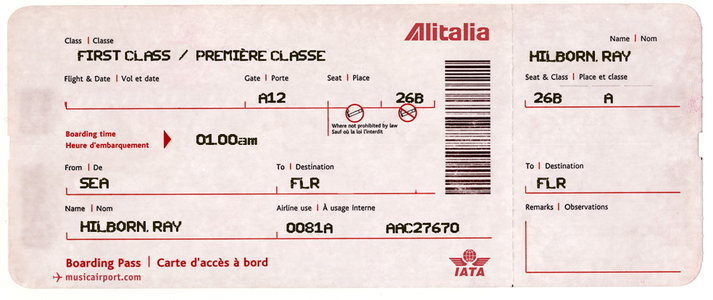 Alitalia
Class | Classe
FIRST CLASS / PREMIÈRE CLASSE
Flight & Date | Vol et date
Gate | Porte
Seat | Place
A12
26B
Where not prohibited by law
Sauf où la loi l'interdit
Boarding time
Heure d'embarquement
01.00am
From | De
To | Destination
SEA
FLR
Name | Nom
Airline use | À usage interne
HILBORN. RAY
0081A
AAC27670
Boarding Pass | Carte d'accès à bord
musicairport.com
IATA
Name | Nom
HILBORN. RAY
Seat & Class | Place et classe
26B
A
To | Destination
FLR
Remarks | Observations